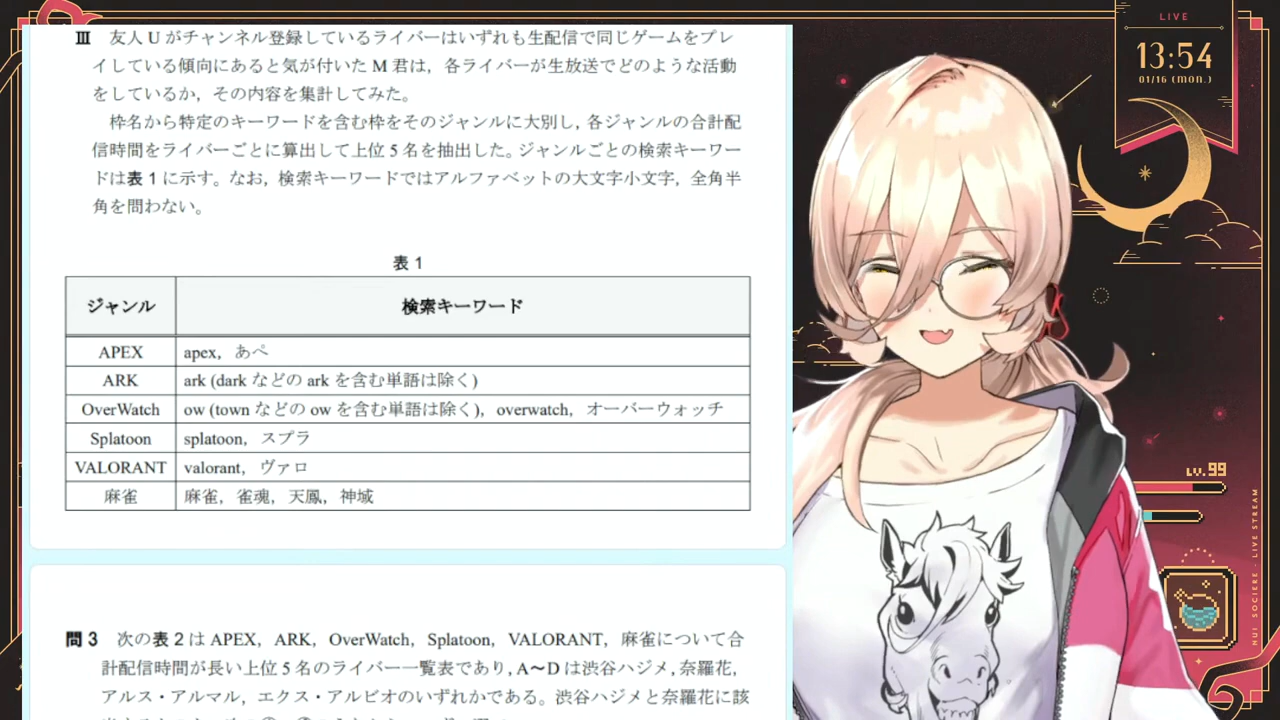 Ⅲ 友人 U がチャンネル登録しているライバーはいずれも生配信で同じゲームをプレ
イしている傾向にあると気が付いた M 君は，各ライバーが生放送でどのような活動
をしているか，その内容を集計してみた。
枠名から特定のキーワードを含む枠をそのジャンルに大別し，各ジャンルの合計配
信時間をライバーごとに算出して上位 5 名を抽出した。ジャンルごとの検索キーワー
ドは表 1 に示す。なお，検索キーワードではアルファベットの大文字小文字，全角半
角を問わない。
表 1
ジャンル 検索キーワード
APEX apex， あぺ
ARK ark (dark などの ark を含む単語は除く)
OverWatch ow (town などの ow を含む単語は除く)， overwatch， オーバーウォッチ
Splatoon splatoon， スプラ
VALORANT valorant， ヴァロ
麻雀 麻雀， 雀魂， 天鳳， 神域
問 3 次の表 2 は APEX， ARK， OverWatch， Splatoon， VALORANT， 麻雀について合
計配信時間が長い上位 5 名のライバー一覧表であり，A～D は渋谷ハジメ，奈羅花，
アルス・アルマル，エクス・アルビオのいずれかである。渋谷ハジメと奈羅花に該
LIVE
13:54
01/16 (MON.)
LV.99
NUI SOCIERE - LIVE STREAM